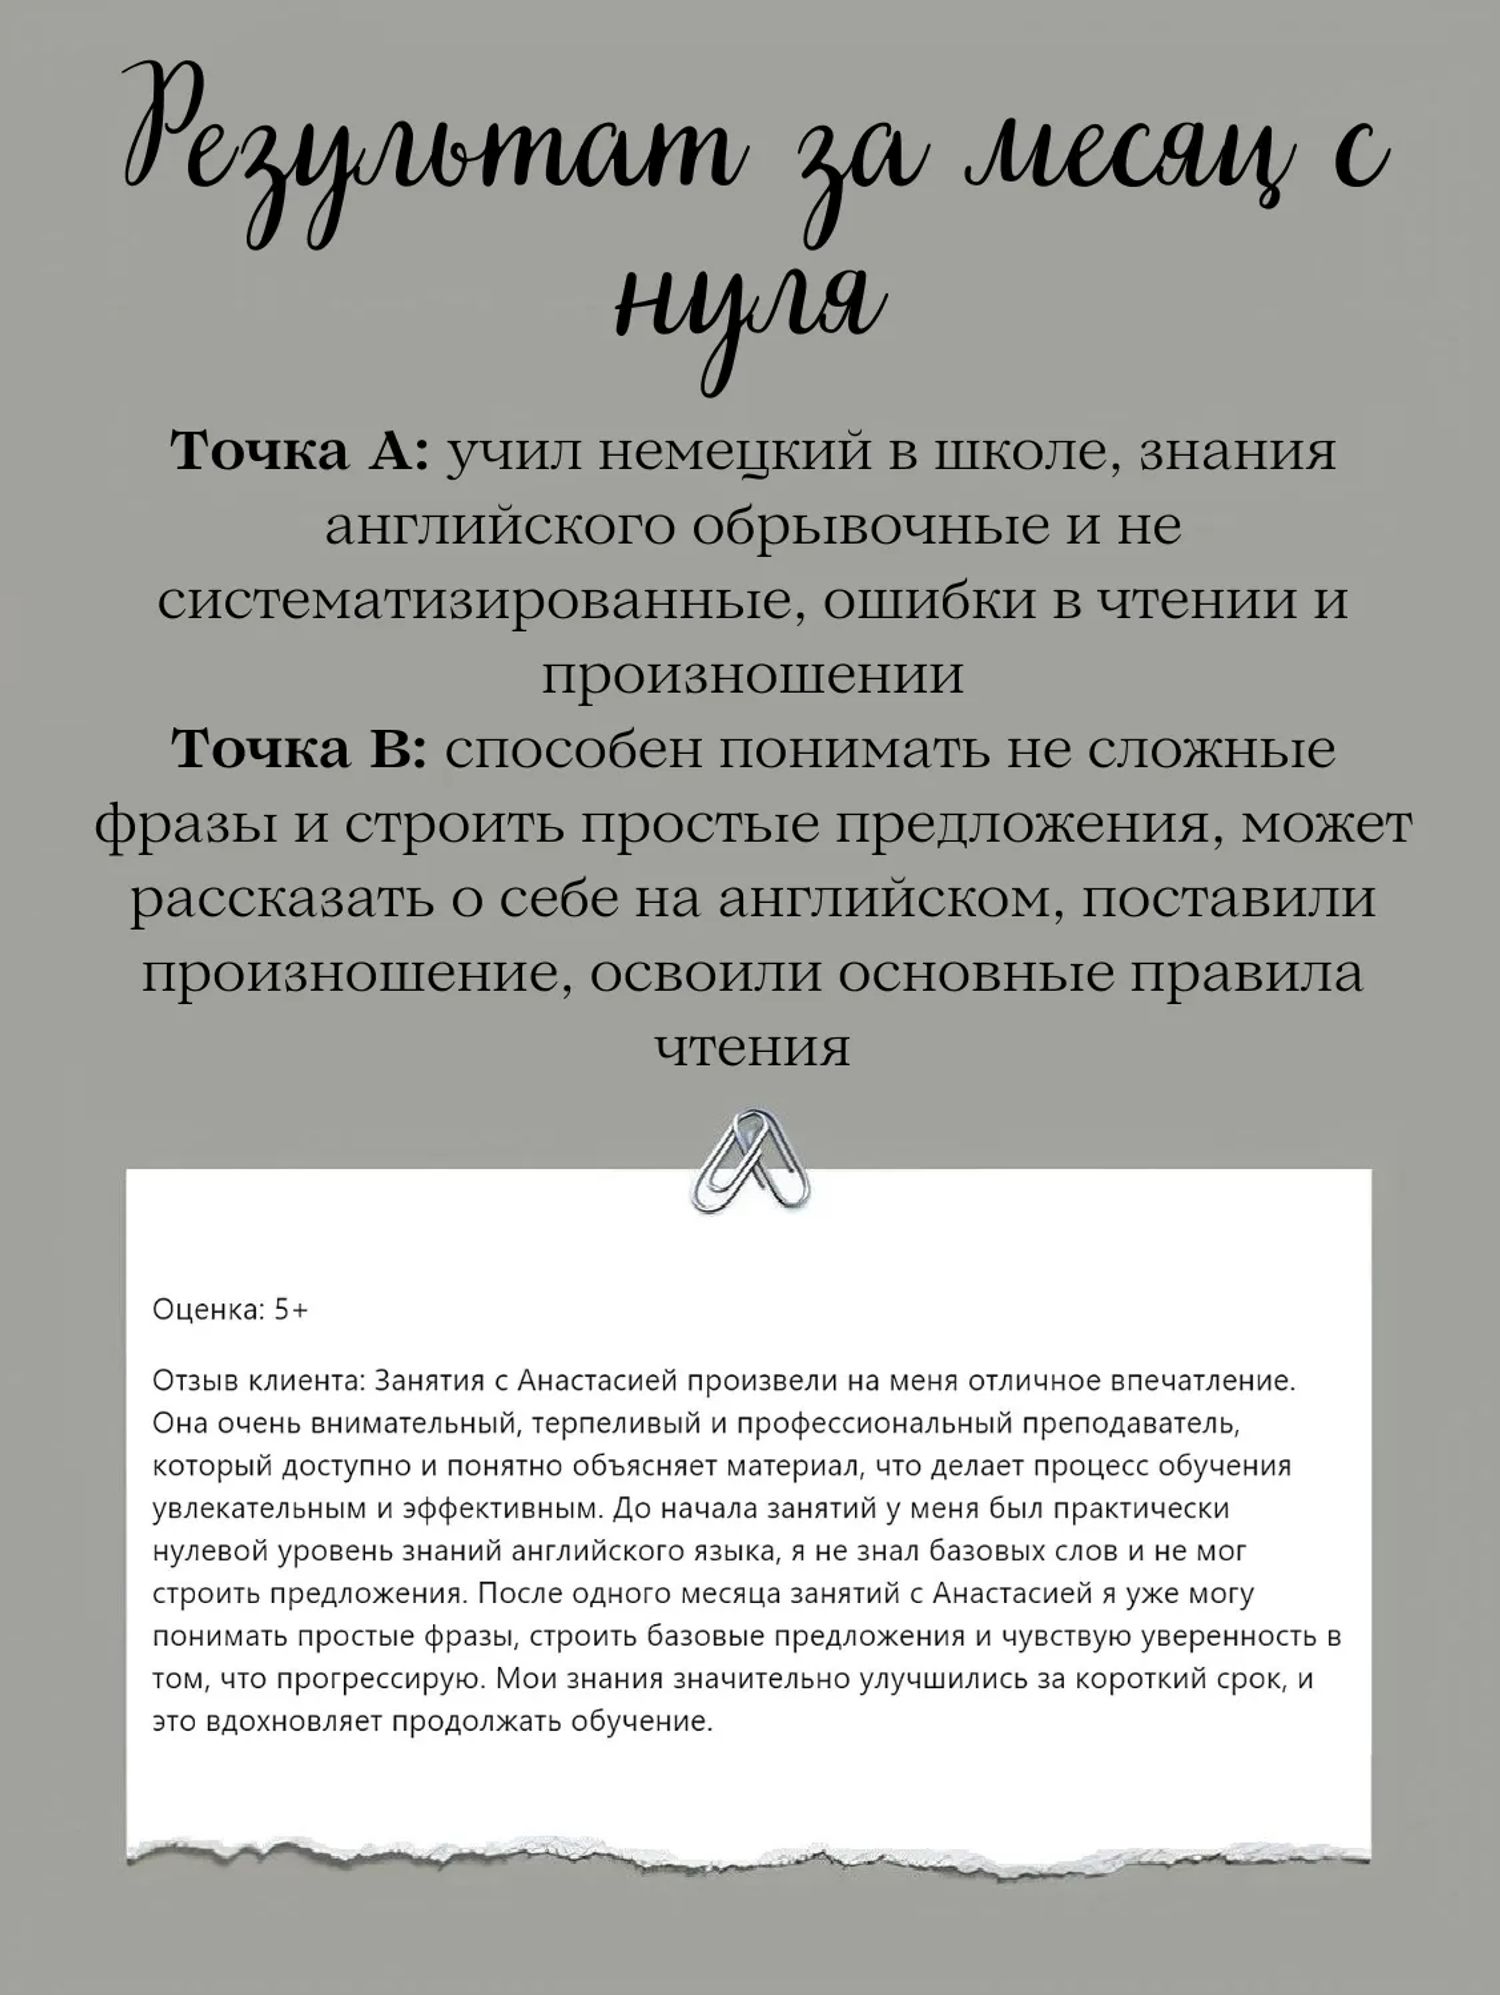 Результат за месяц с
нуля
Точка А: учил немецкий в школе, знания
английского обрывочные и не
систематизированные, ошибки в чтении и
произношении
Точка В: способен понимать не сложные
фразы и строить простые предложения, может
рассказать о себе на английском, поставили
произношение, освоили основные правила
чтения
Оценка: 5+
Отзыв клиента: Занятия с Анастасией произвели на меня отличное впечатление.
Она очень внимательный, терпеливый и профессиональный преподаватель,
который доступно и понятно объясняет материал, что делает процесс обучения
увлекательным и эффективным. До начала занятий у меня был практически
нулевой уровень знаний английского языка, я не знал базовых слов и не мог
строить предложения. После одного месяца занятий с Анастасией я уже могу
понимать простые фразы, строить базовые предложения и чувствую уверенность в
том, что прогрессирую. Мои знания значительно улучшились за короткий срок, и
это вдохновляет продолжать обучение.